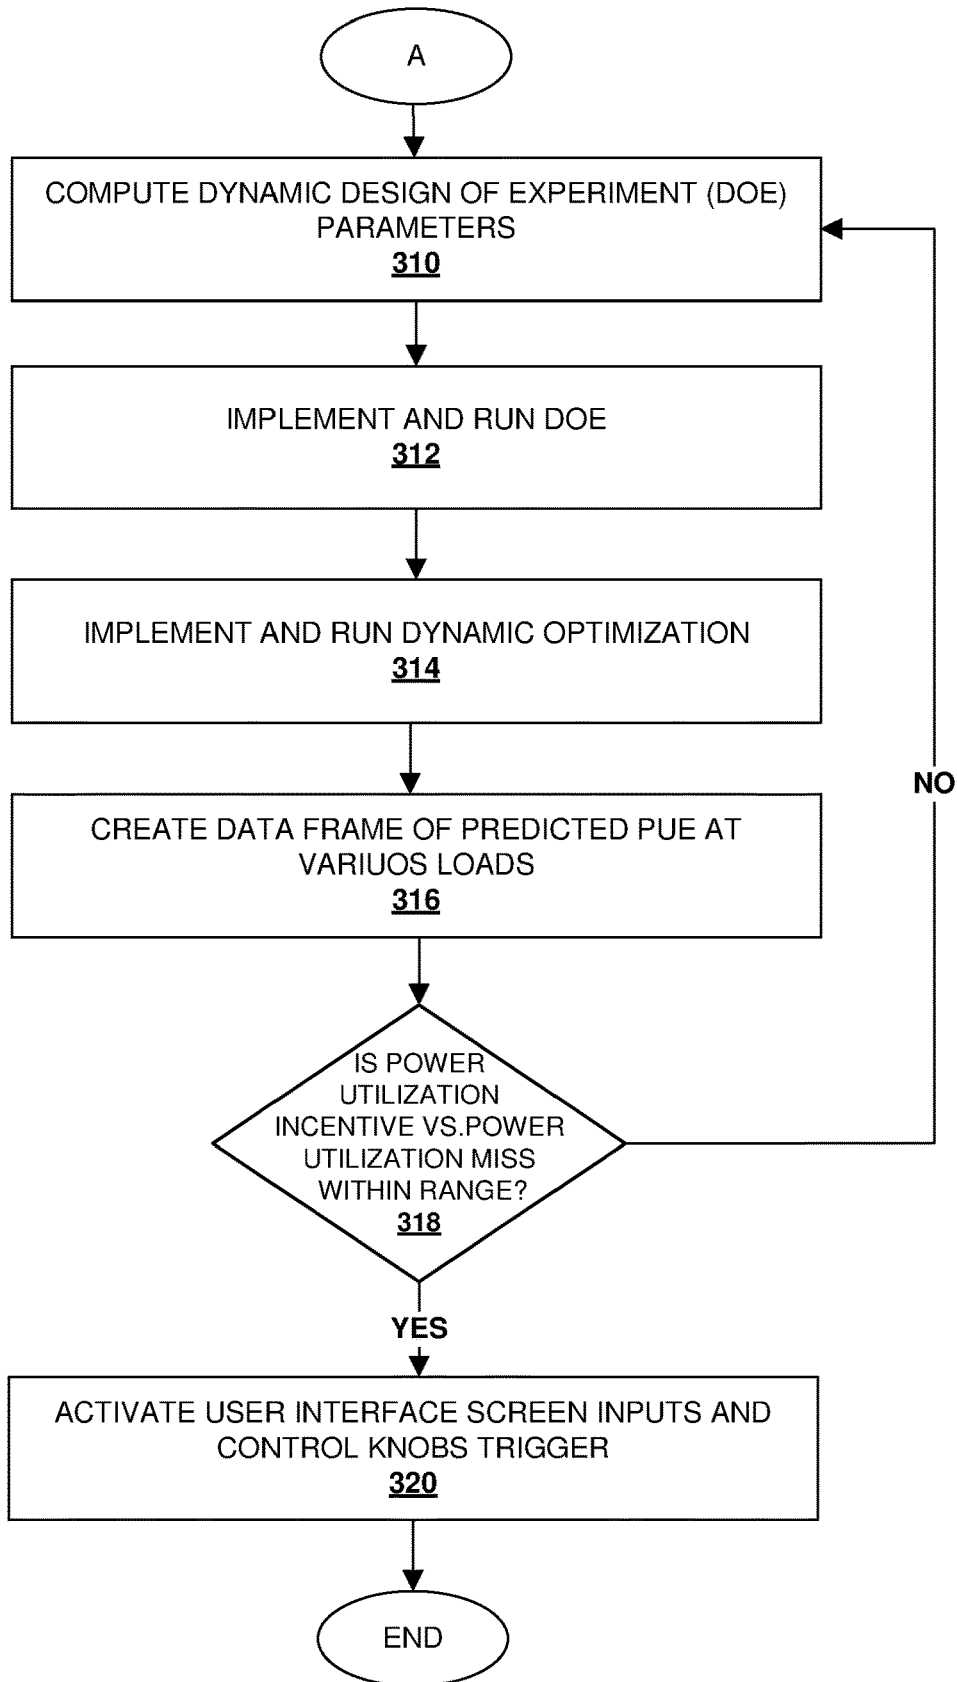 A
COMPUTE DYNAMIC DESIGN OF EXPERIMENT (DOE)
PARAMETERS
310
IMPLEMENT AND RUN DOE
312
IMPLEMENT AND RUN DYNAMIC OPTIMIZATION
314
NO
CREATE DATA FRAME OF PREDICTED PUE AT
VARIUOS LOADS
316
IS POWER
UTILIZATION
INCENTIVE VS.POWER
UTILIZATION MISS
WITHIN RANGE?
318
YES
ACTIVATE USER INTERFACE SCREEN INPUTS AND
CONTROL KNOBS TRIGGER
320
END